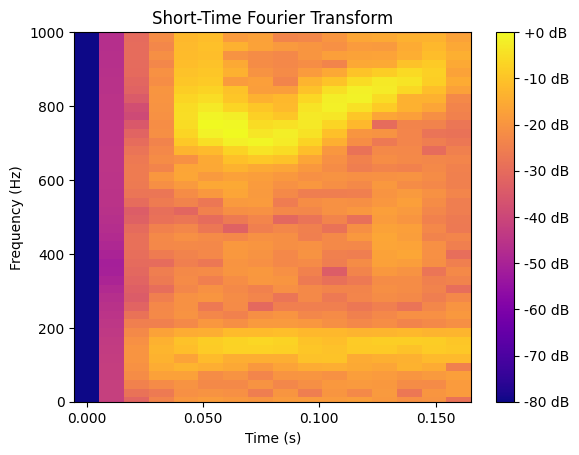 Short-Time Fourier Transform
1000
800
600
400
200
0
Frequency (Hz)
0.000
0.050
0.100
0.150
Time (s)
+0 dB
-10 dB
-20 dB
-30 dB
-40 dB
-50 dB
-60 dB
-70 dB
-80 dB